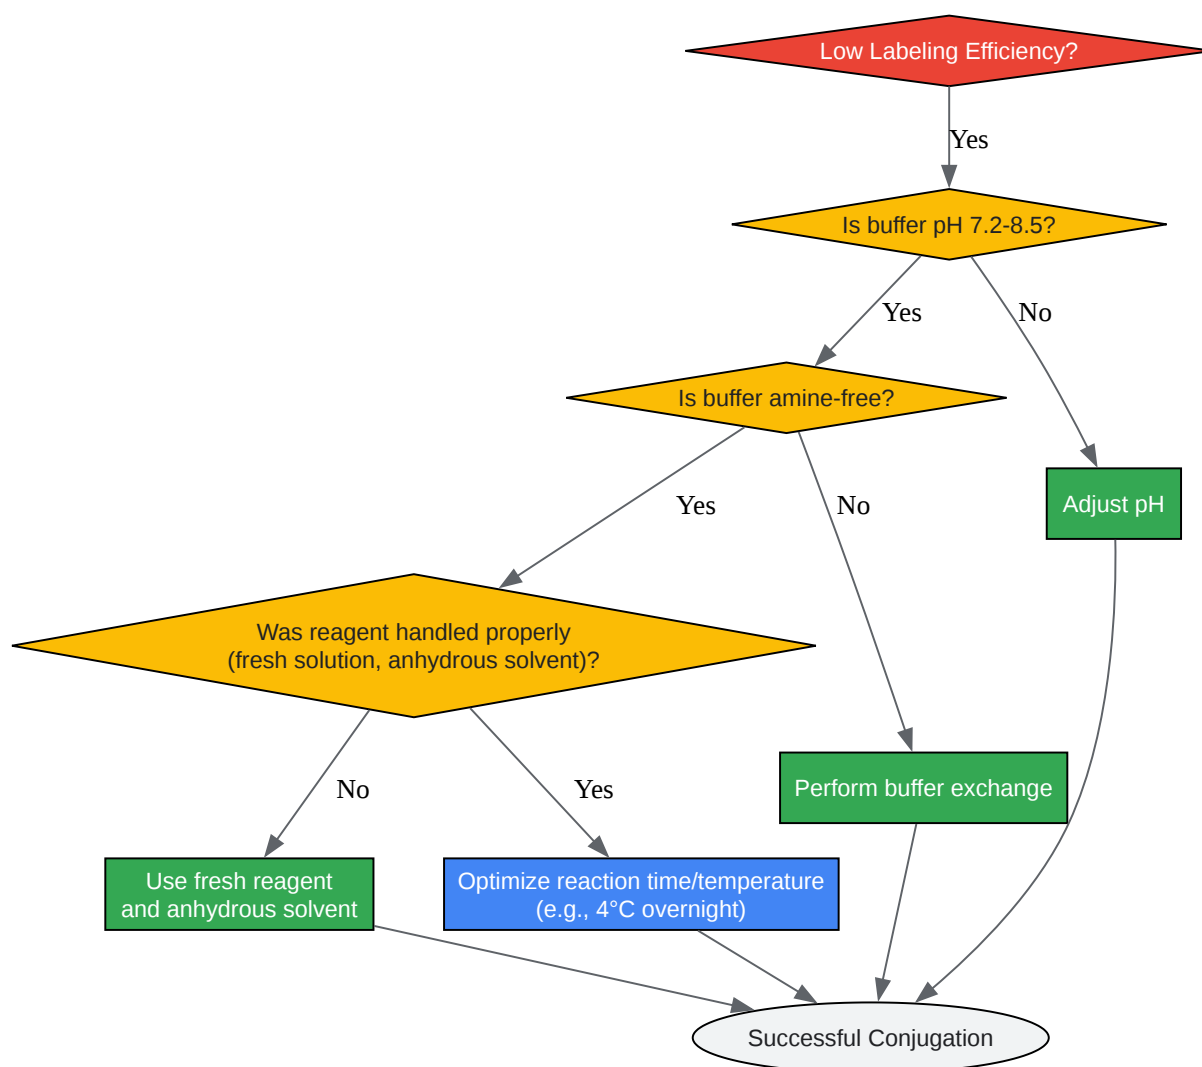 Low Labeling Efficiency?
Yes
Is buffer pH 7.2-8.5?
Yes
No
Is buffer amine-free?
Yes
No
Adjust pH
Was reagent handled properly
(fresh solution, anhydrous solvent)?
No
Yes
Perform buffer exchange
Use fresh reagent
and anhydrous solvent
Optimize reaction time/temperature
(e.g., 4°C overnight)
Successful Conjugation